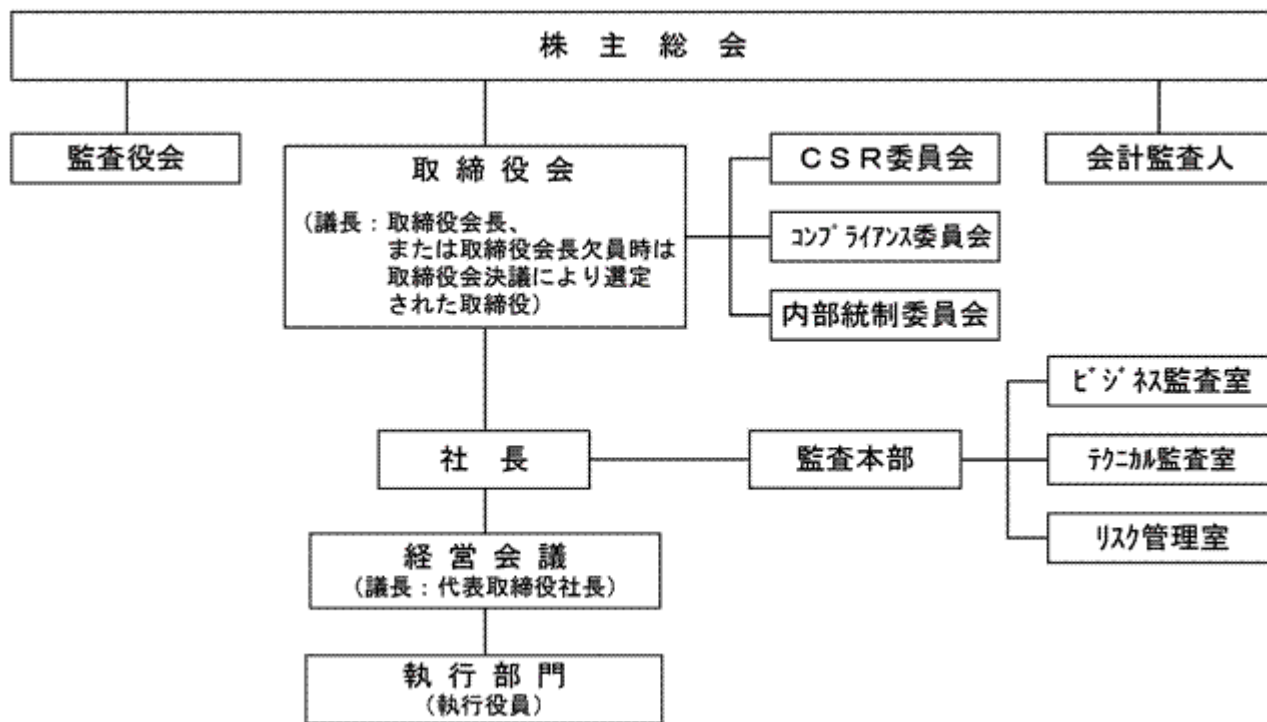 株 主 総 会
監査役会
取 締 役 会
(議長：取締役会長、
または取締役会長欠員時は
取締役会決議により選定
された取締役)
CSR委員会
ｺﾝﾌﾟﾗｲｱﾝｽ委員会
内部統制委員会
会計監査人
社 長
監査本部
ﾋﾞｼﾞﾈｽ監査室
ﾃｸﾆｶﾙ監査室
ﾘｽｸ管理室
経 営 会 議
(議長：代表取締役社長)
執 行 部 門
(執行役員)